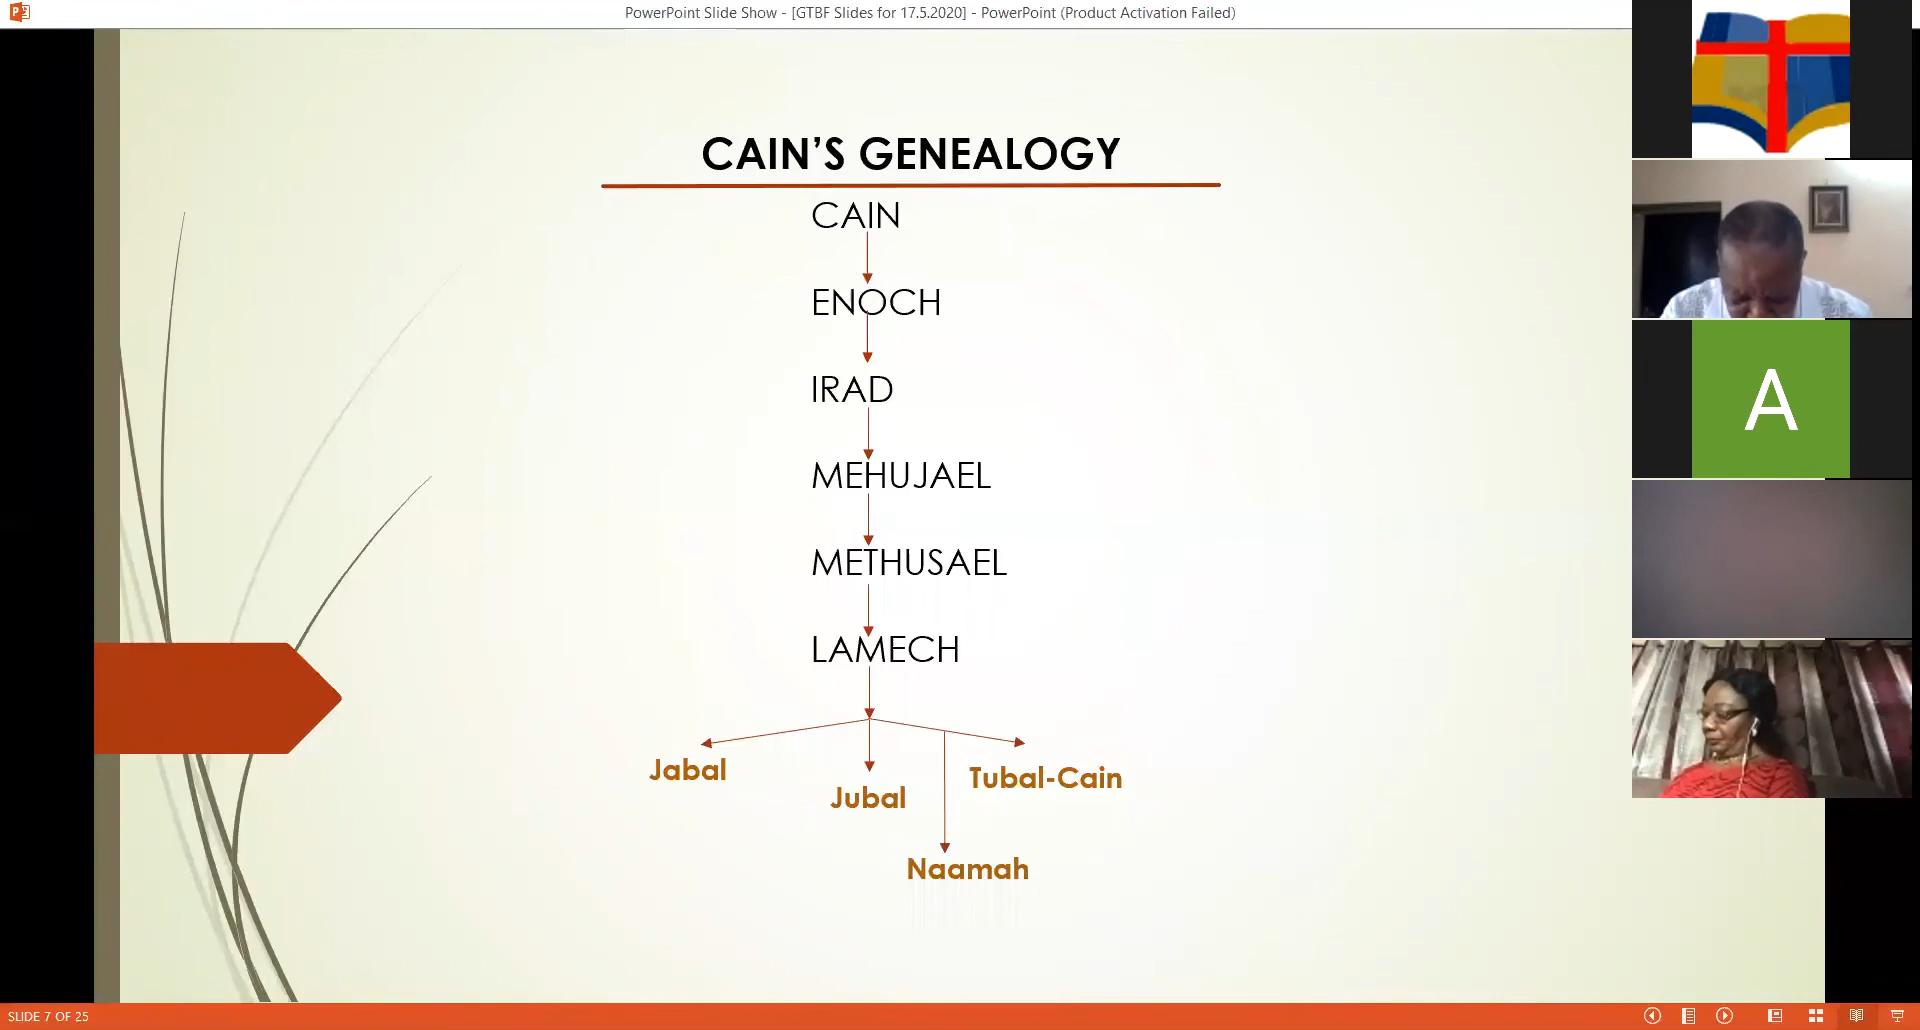 PowerPoint Slide Show - [GTBF Slides for 17.5.2020] - PowerPoint (Product Activation Failed)
CAIN’S GENEALOGY
CAIN
ENOCH
IRAD
MEHUJAEL
METHUSAEL
LAMECH
Jabal
Jubal
Tubal-Cain
Naamah
A
SLIDE 7 OF 25